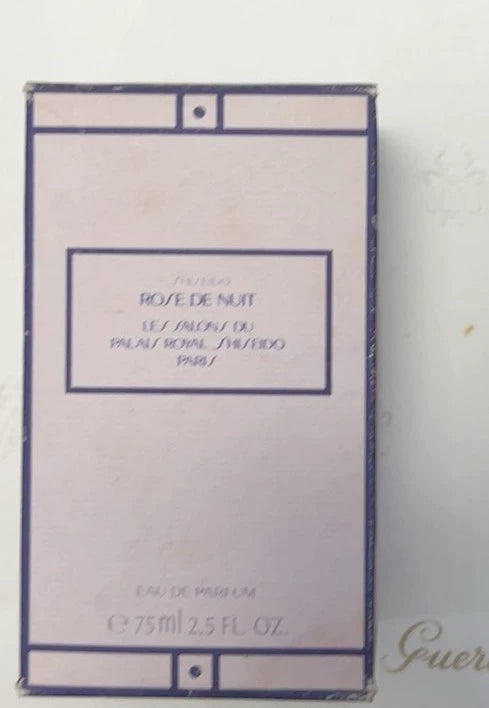 SHISEIDO
ROSE DE NUIT
LES SALONS DU
PALAIS ROYAL SHISEIDO
PARIS
EAU DE PARFUM
e 75 ml 2.5 FL. OZ.